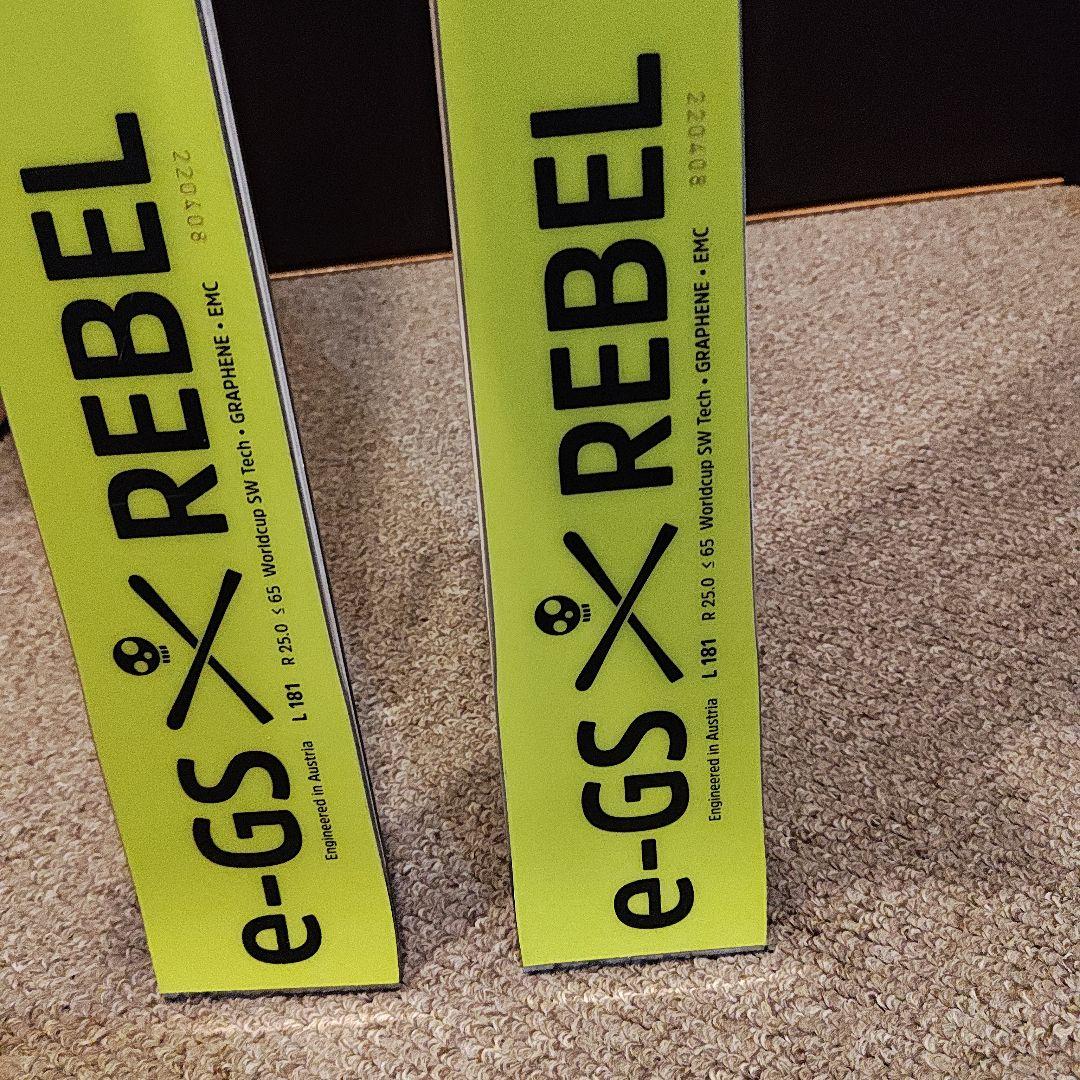 e-GS REBEL
220408
Engineered in Austria L 181 R 25.0 ≤ 65 Worldcup SW Tech • GRAPHENE • EMC
e-GS REBEL
220408
Engineered in Austria L 181 R 25.0 ≤ 65 Worldcup SW Tech • GRAPHENE • EMC